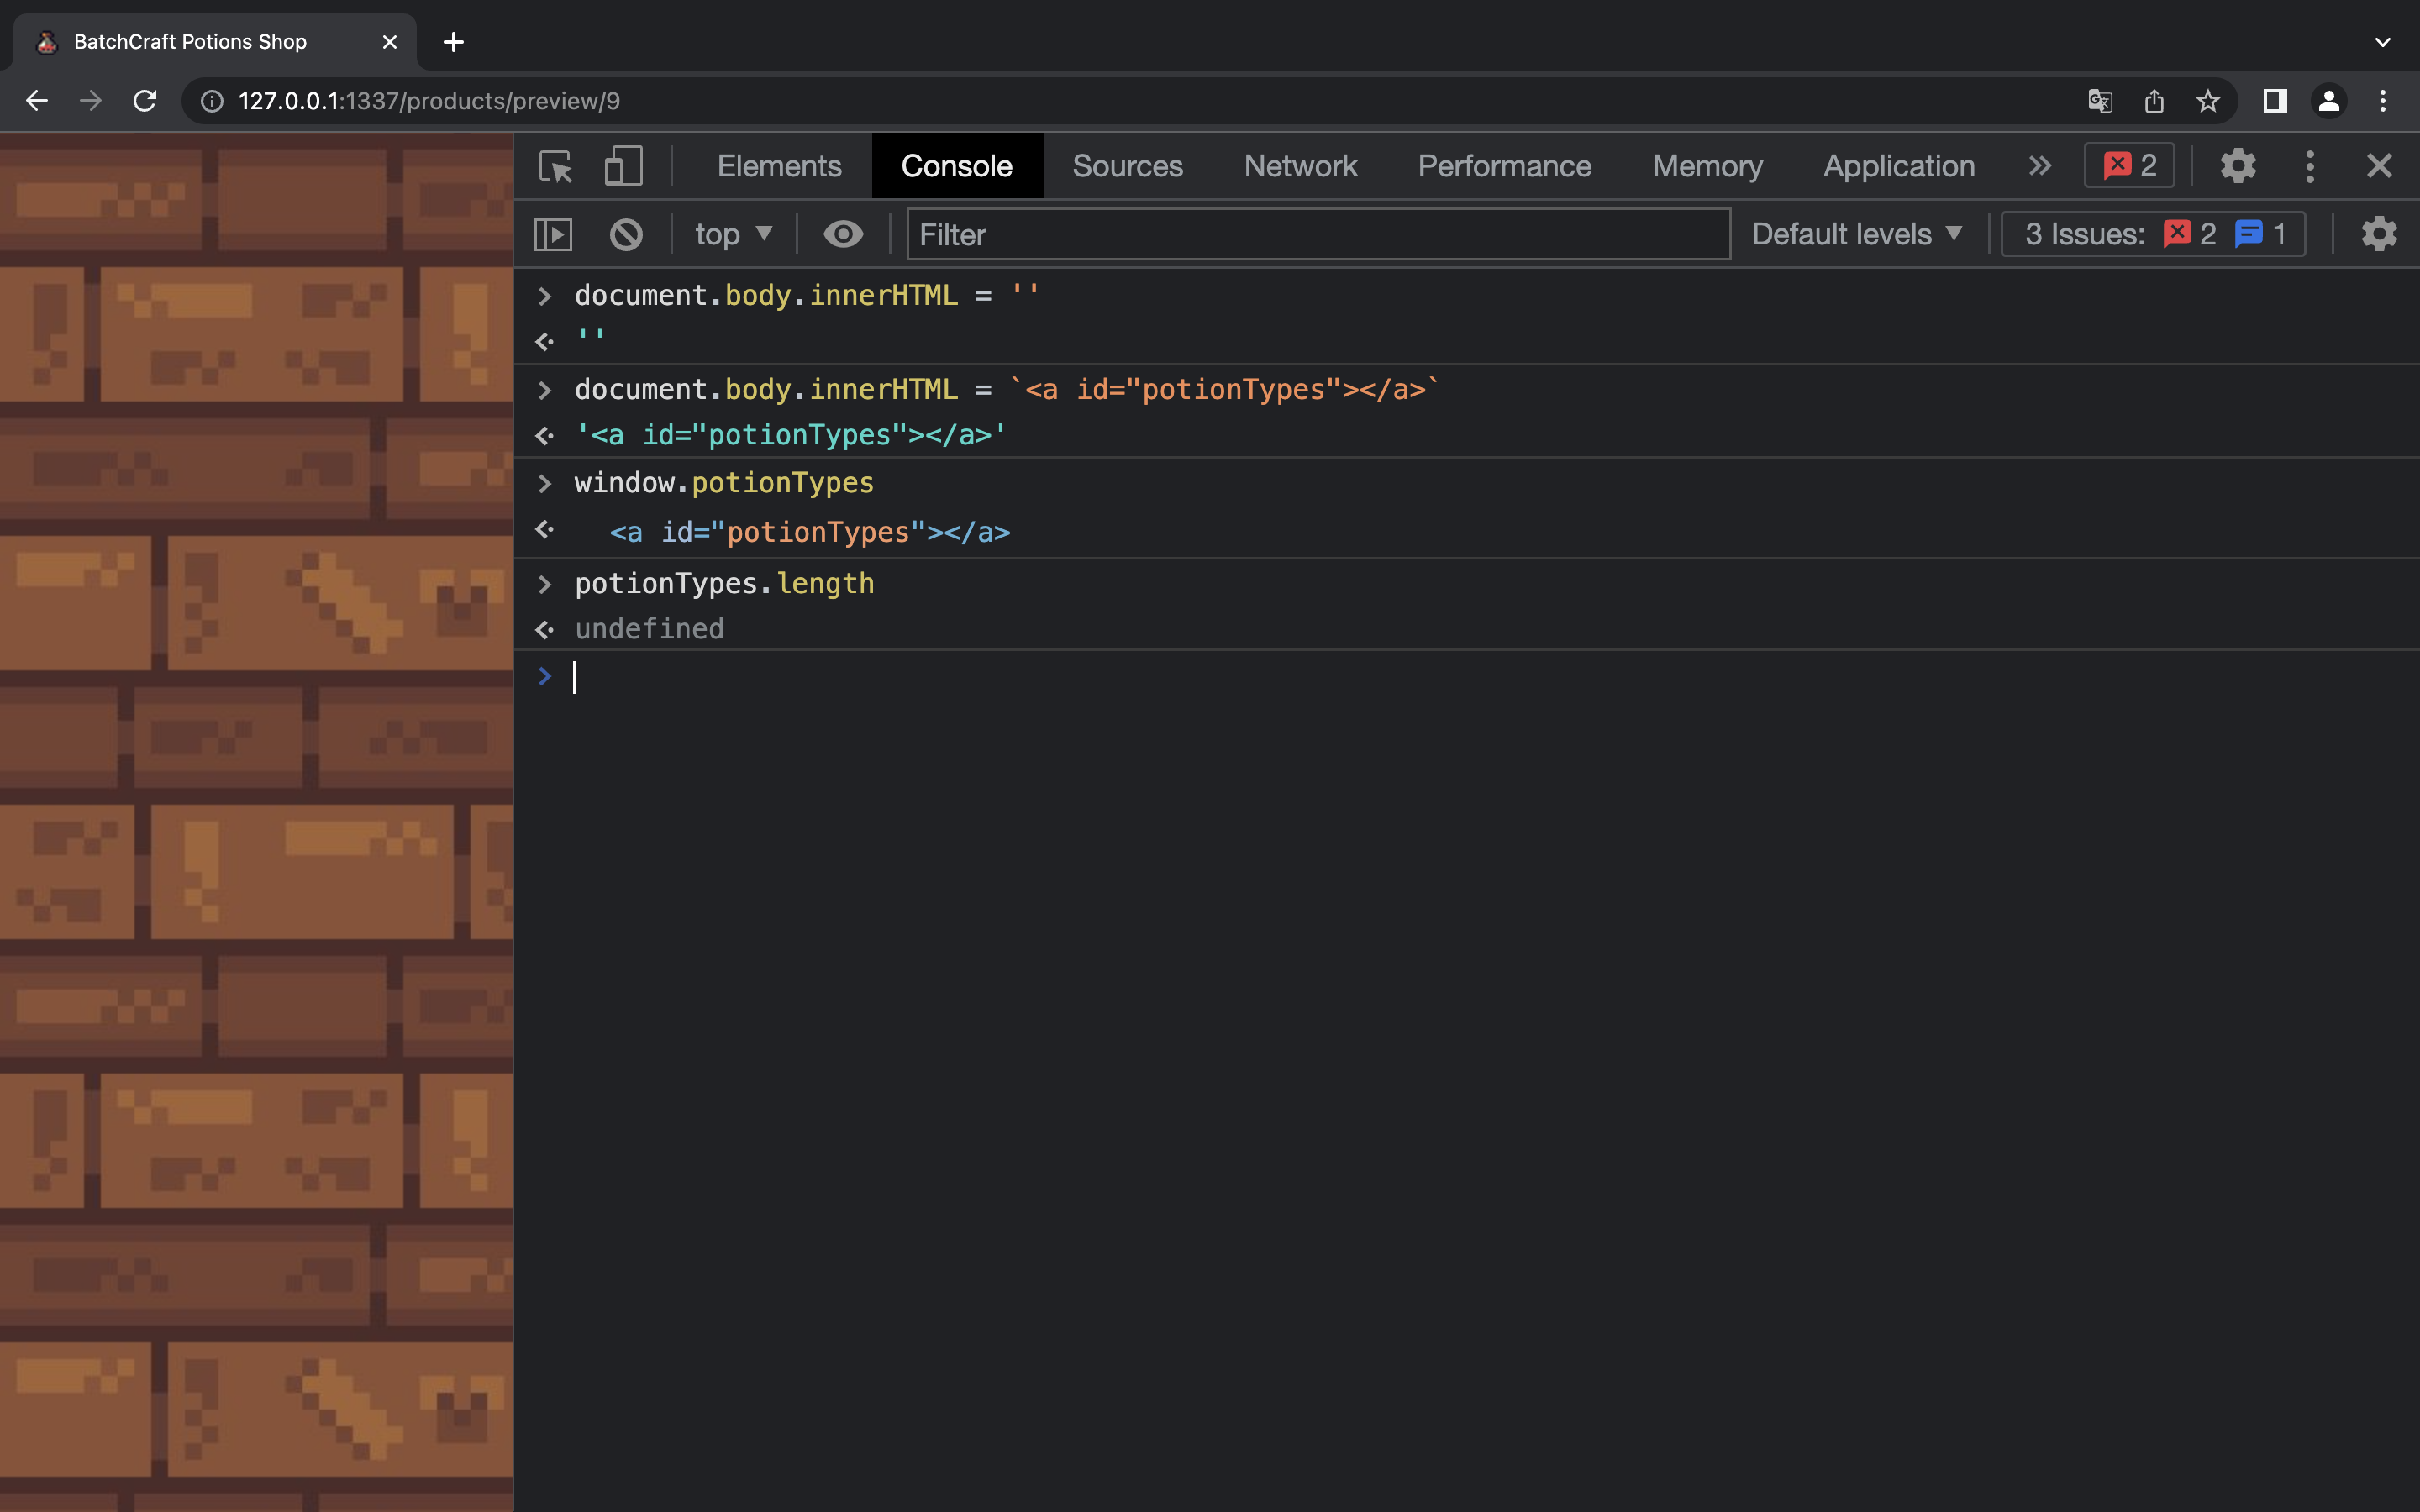 BatchCraft Potions Shop
127.0.0.1:1337/products/preview/9
Elements Console Sources Network Performance Memory Application 2
top Filter Default levels 3 Issues: 2 1
document.body.innerHTML = ''
''
document.body.innerHTML = `<a id="potionTypes"></a>`
'<a id="potionTypes"></a>'
window.potionTypes
<a id="potionTypes"></a>
potionTypes.length
undefined